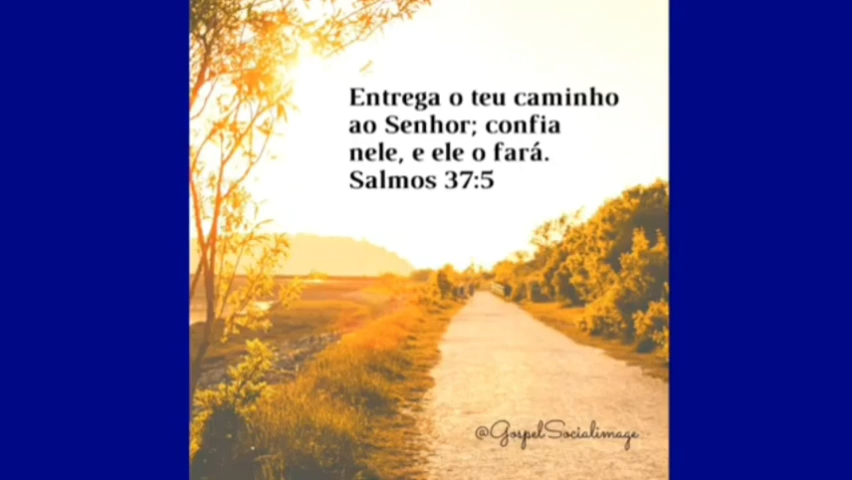 Entrega o teu caminho
ao Senhor; confia
nele, e ele o fará.
Salmos 37:5
@GospelSocialimage